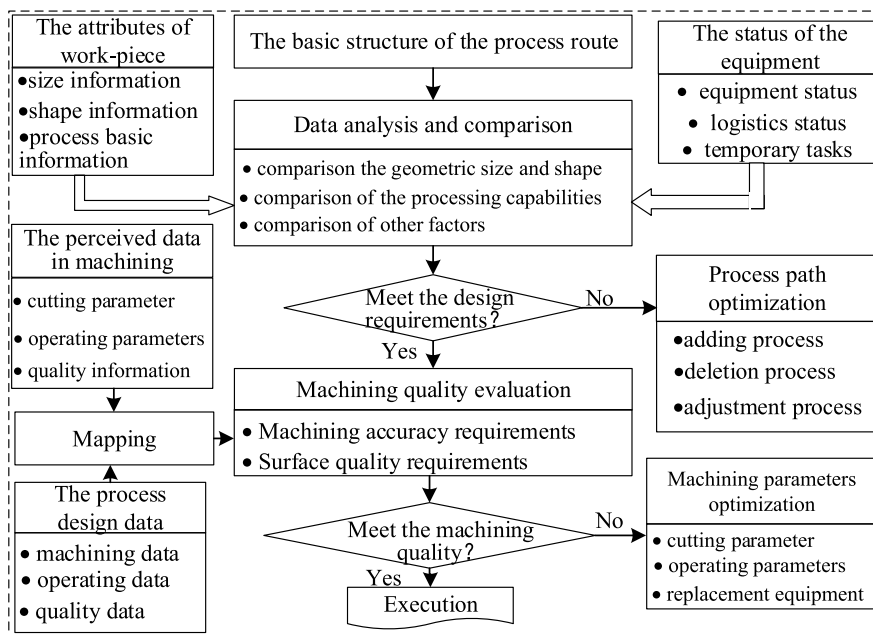 The attributes of
work-piece
●size information
●shape information
●process basic
information
The basic structure of the process route
The status of the
equipment
● equipment status
● logistics status
● temporary tasks
Data analysis and comparison
● comparison the geometric size and shape
● comparison of the processing capabilities
● comparison of other factors
The perceived data
in machining
● cutting parameter
● operating parameters
● quality information
Meet the design
requirements?
No
Yes
Process path
optimization
●adding process
●deletion process
●adjustment process
Machining quality evaluation
● Machining accuracy requirements
● Surface quality requirements
Mapping
The process
design data
● machining data
● operating data
● quality data
Meet the machining
quality?
No
Yes
Machining parameters
optimization
● cutting parameter
● operating parameters
● replacement equipment
Execution